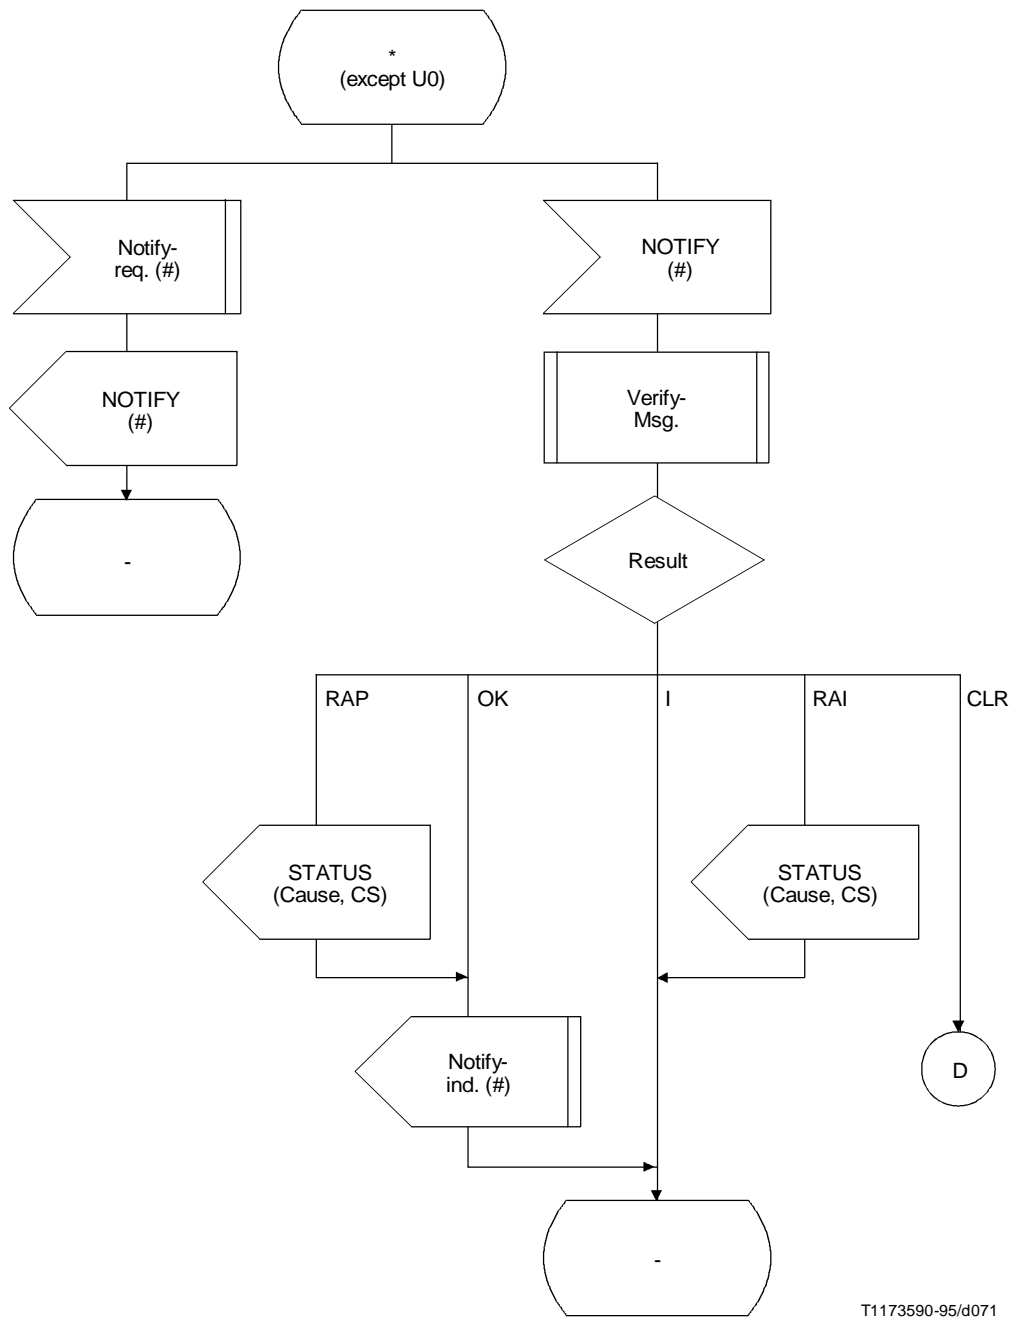 *
(except U0)
Notify-
req. (#)
NOTIFY
(#)
NOTIFY
(#)
Verify-
Msg.
-
Result
RAP
OK
I
RAI
CLR
STATUS
(Cause, CS)
STATUS
(Cause, CS)
Notify-
ind. (#)
D
-
T1173590-95/d071